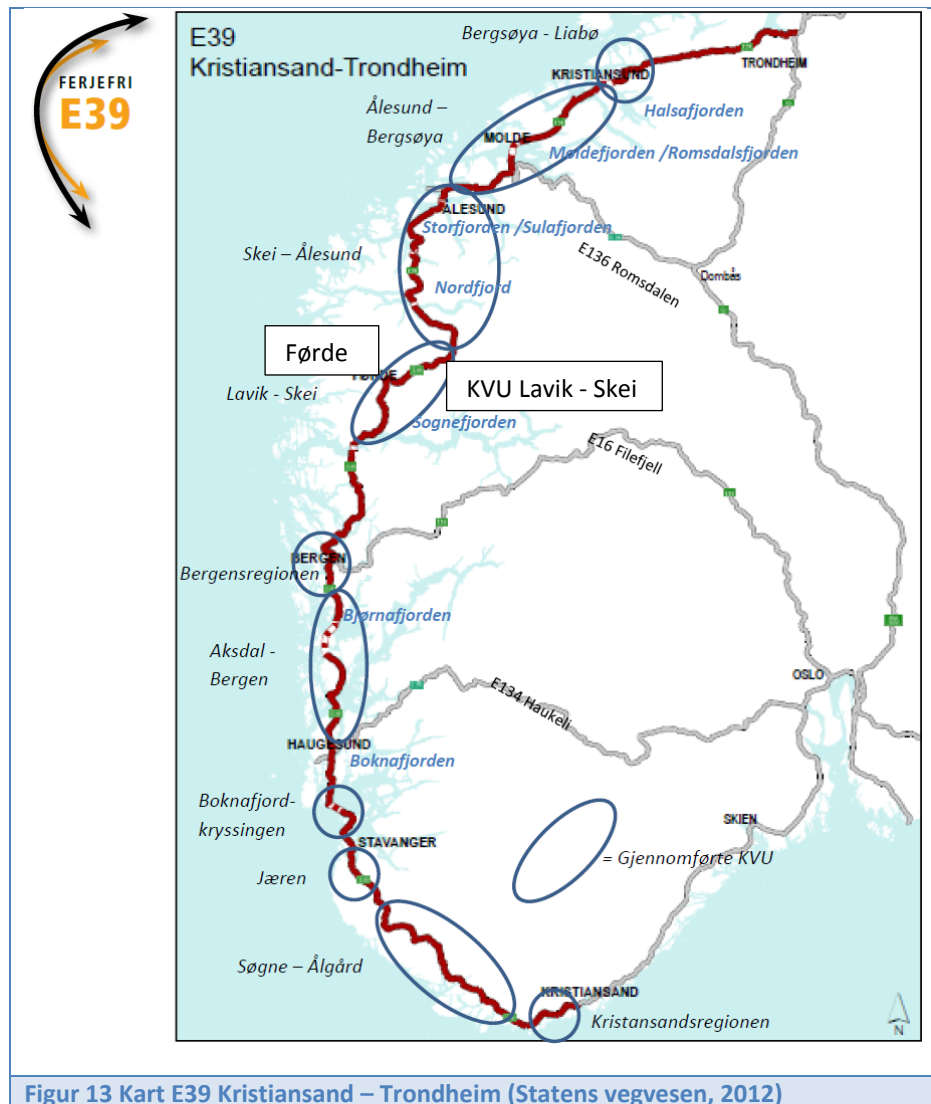 FERJEFRI
E39
E39
Kristiansand-Trondheim
Bergsøya - Liabø
KRISTIANSUND
TRONDHEIM
Ålesund –
Bergsøya
Halsafjorden
MOLDE
Moldefjorden /Romsdalsfjorden
ÅLESUND
Storfjorden /Sulafjorden
Skei – Ålesund
E136 Romsdalen
Dombås
Nordfjord
Førde
Lavik - Skei
KVU Lavik - Skei
Sognefjorden
E16 Filefjell
BERGEN
Bergensregionen
Bjørnafjorden
Aksdal -
Bergen
OSLO
E134 Haukeli
HAUGESUND
Boknafjorden
Boknafjord-
kryssingen
SKIEN
STAVANGER
= Gjennomførte KVU
Jæren
Søgne – Ålgård
KRISTIANSAND
Kristansandsregionen
N
Figur 13 Kart E39 Kristiansand – Trondheim (Statens vegvesen, 2012)